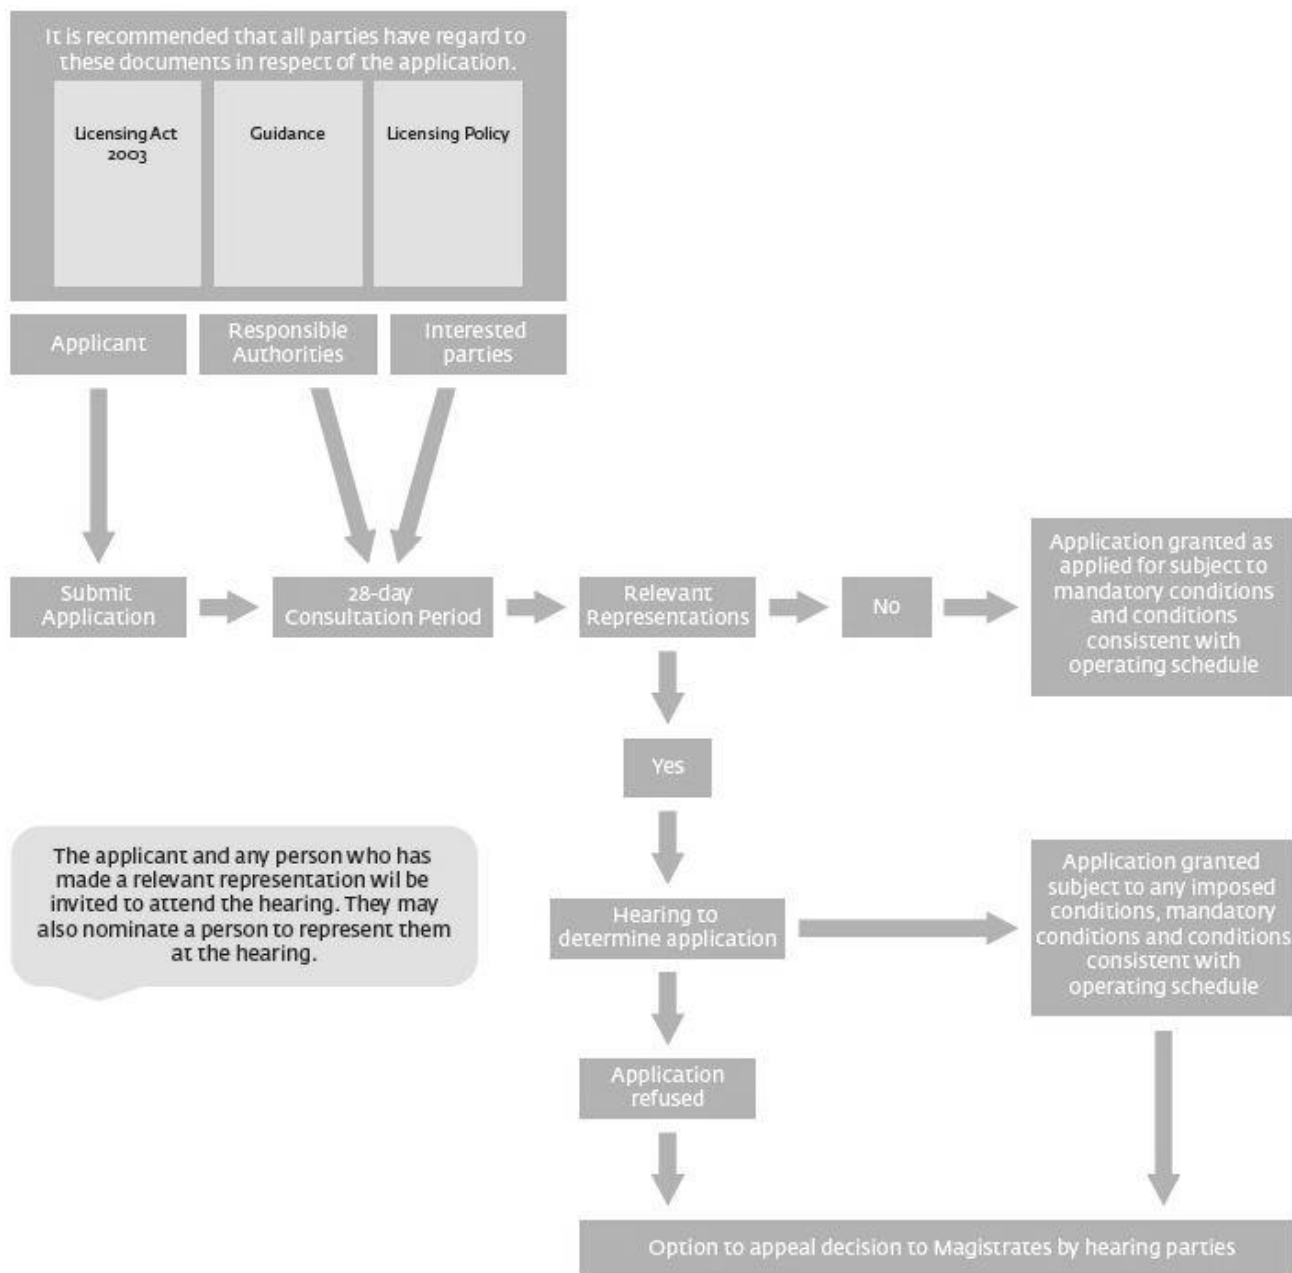 It is recommended that all parties have regard to
these documents in respect of the application.
Licensing Act
2003
Guidance
Licensing Policy
Applicant
Responsible
Authorities
Interested
parties
Submit
Application
28-day
Consultation Period
Relevant
Representations
No
Application granted as
applied for subject to
mandatory conditions
and conditions
consistent with
operating schedule
Yes
The applicant and any person who has
made a relevant representation wil be
invited to attend the hearing. They may
also nominate a person to represent them
at the hearing.
Hearing to
determine application
Application granted
subject to any imposed
conditions, mandatory
conditions and conditions
consistent with
operating schedule
Application
refused
Option to appeal decision to Magistrates by hearing parties